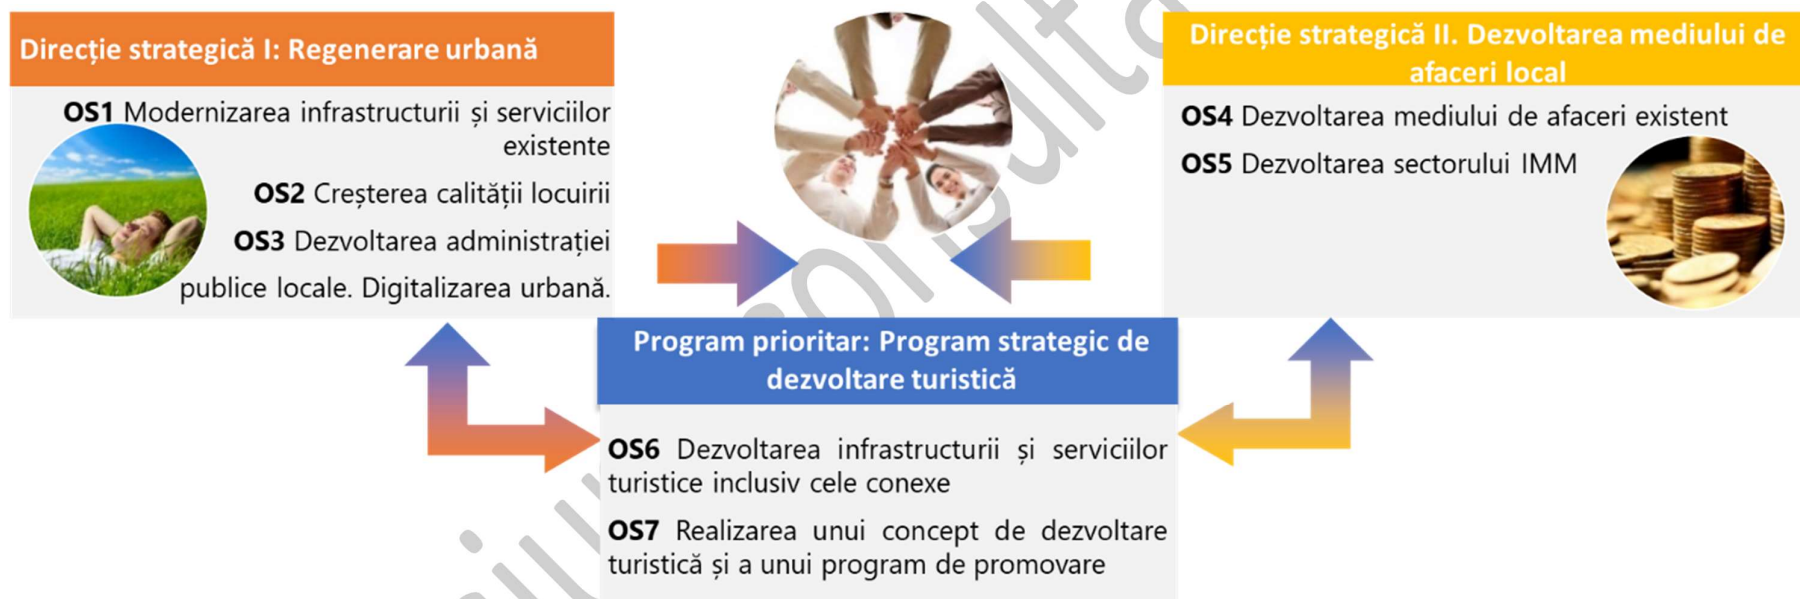 Direcție strategică I: Regenerare urbană
OS1 Modernizarea infrastructurii și serviciilor
existente
OS2 Creșterea calității locuirii
OS3 Dezvoltarea administrației
publice locale. Digitalizarea urbană.
Direcție strategică II. Dezvoltarea mediului de
afaceri local
OS4 Dezvoltarea mediului de afaceri existent
OS5 Dezvoltarea sectorului IMM
Program prioritar: Program strategic de
dezvoltare turistică
OS6 Dezvoltarea infrastructurii și serviciilor
turistice inclusiv cele conexe
OS7 Realizarea unui concept de dezvoltare
turistică și a unui program de promovare